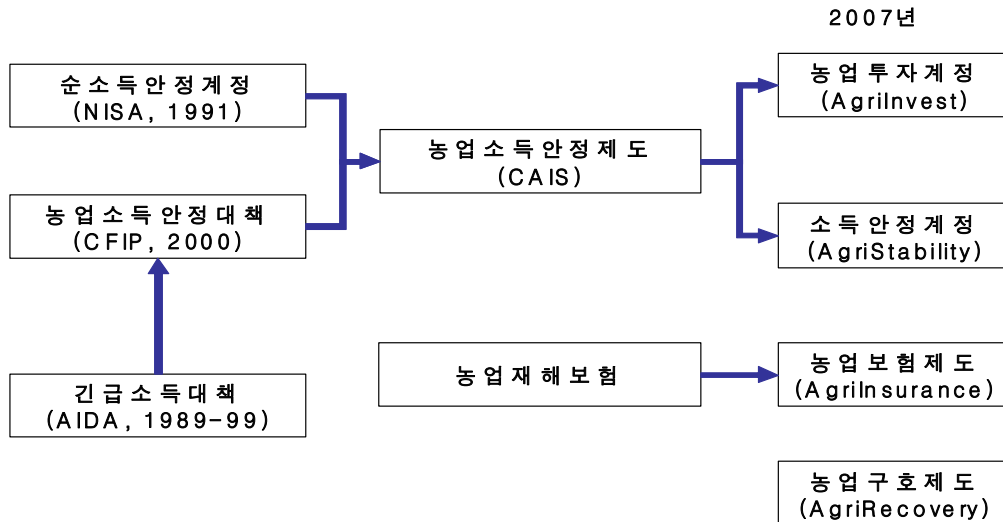 2007년
순소득안정계정
(NISA, 1991)
농업투자계정
(AgriInvest)
농업소득안정제도
(CAIS)
농업소득안정대책
(CFIP, 2000)
소득안정계정
(AgriStability)
긴급소득대책
(AIDA, 1989-99)
농업재해보험
농업보험제도
(AgriInsurance)
농업구호제도
(AgriRecovery)